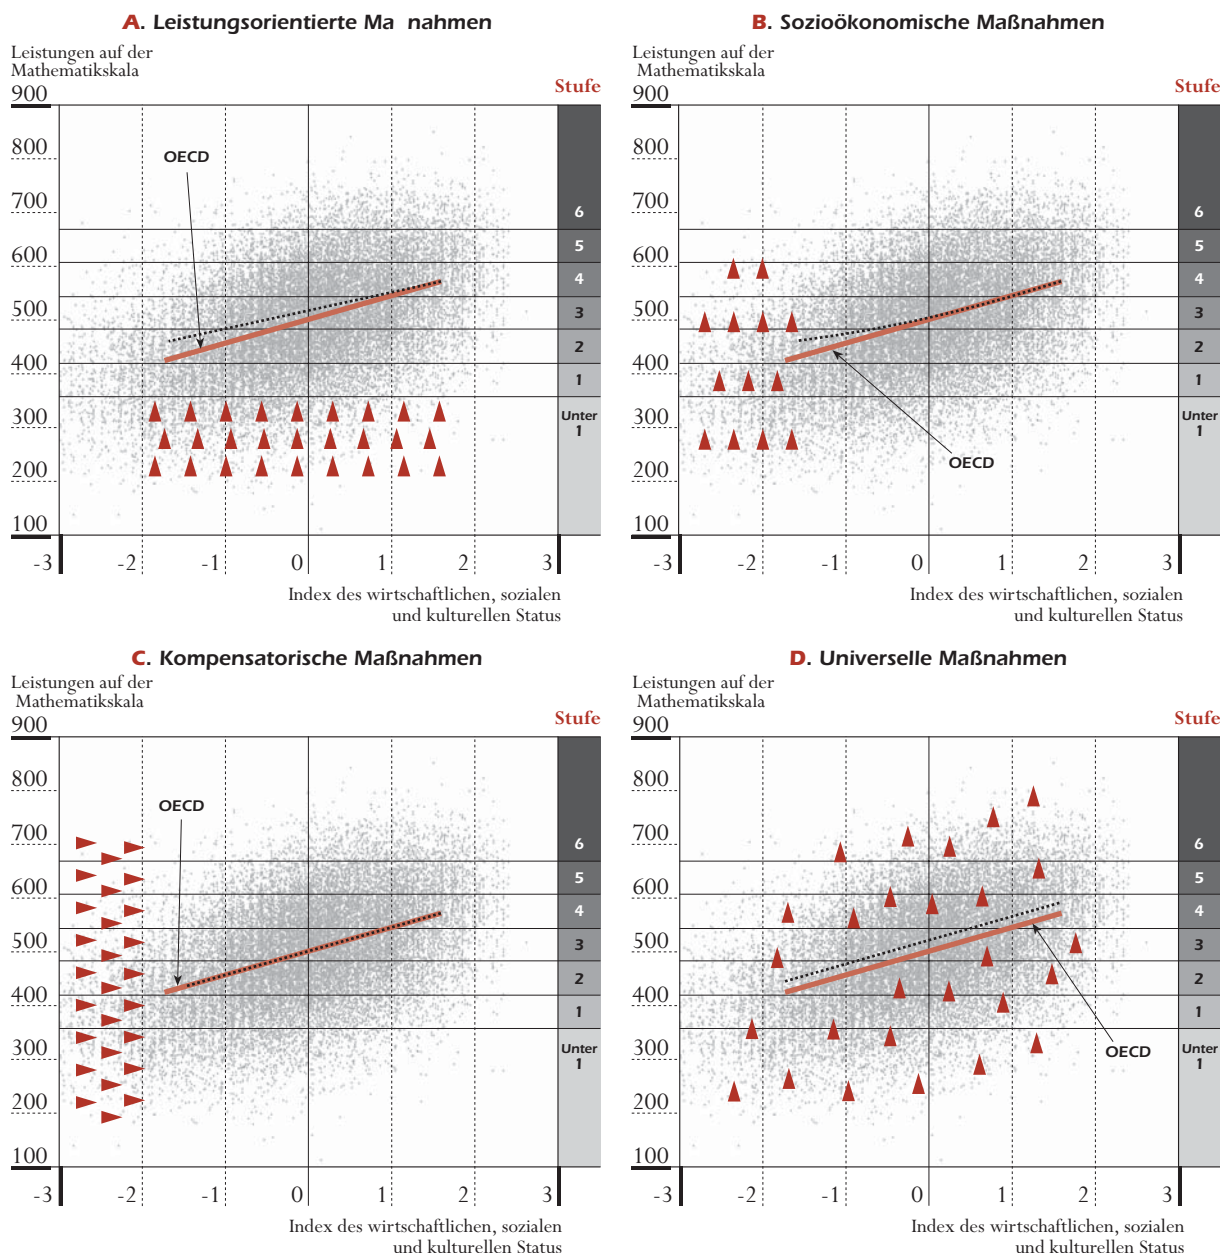 A. Leistungsorientierte Ma nahmen
Leistungen auf der
Mathematikskala
900
Stufe
800
OECD
700
6
600
5
4
500
3
2
400
1
300
Unter
1
200
100
-3 -2 -1 0 1 2 3
Index des wirtschaftlichen, sozialen
und kulturellen Status
B. Sozioökonomische Maßnahmen
Leistungen auf der
Mathematikskala
900
Stufe
800
700
6
600
5
4
500
3
2
400
1
300
Unter
1
OECD
200
100
-3 -2 -1 0 1 2 3
Index des wirtschaftlichen, sozialen
und kulturellen Status
C. Kompensatorische Maßnahmen
Leistungen auf der
Mathematikskala
900
Stufe
800
OECD
700
6
600
5
4
500
3
2
400
1
300
Unter
1
200
100
-3 -2 -1 0 1 2 3
Index des wirtschaftlichen, sozialen
und kulturellen Status
D. Universelle Maßnahmen
Leistungen auf der
Mathematikskala
900
Stufe
800
700
6
600
5
4
500
3
2
400
1
300
OECD
Unter
1
200
100
-3 -2 -1 0 1 2 3
Index des wirtschaftlichen, sozialen
und kulturellen Status